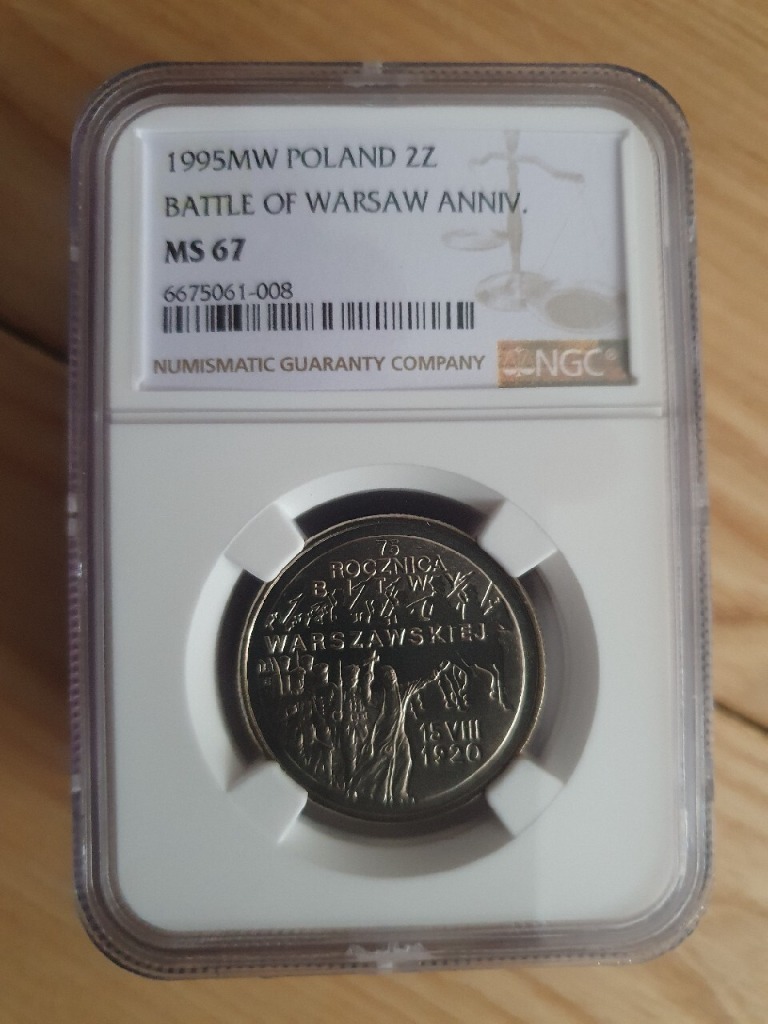 1995MW POLAND 2Z
BATTLE OF WARSAW ANNIV.
MS 67
6675061-008
NUMISMATIC GUARANTY COMPANY NGC®
75
ROCZNICA
BITWY
WARSZAWSKIEJ
15 VIII
1920